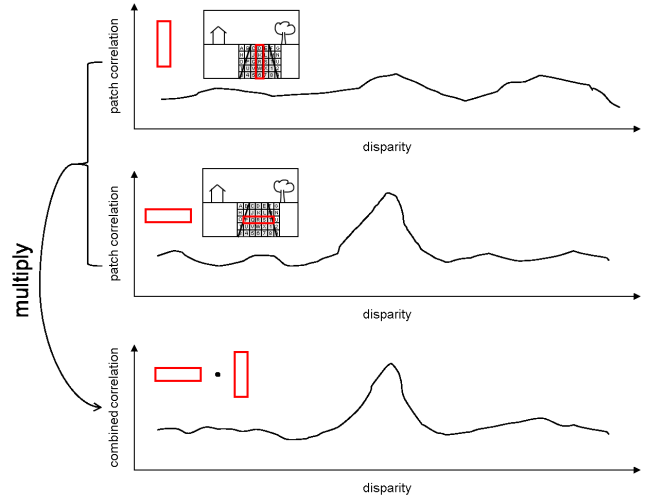 patch correlation
disparity
patch correlation
disparity
multiply
combined correlation
disparity